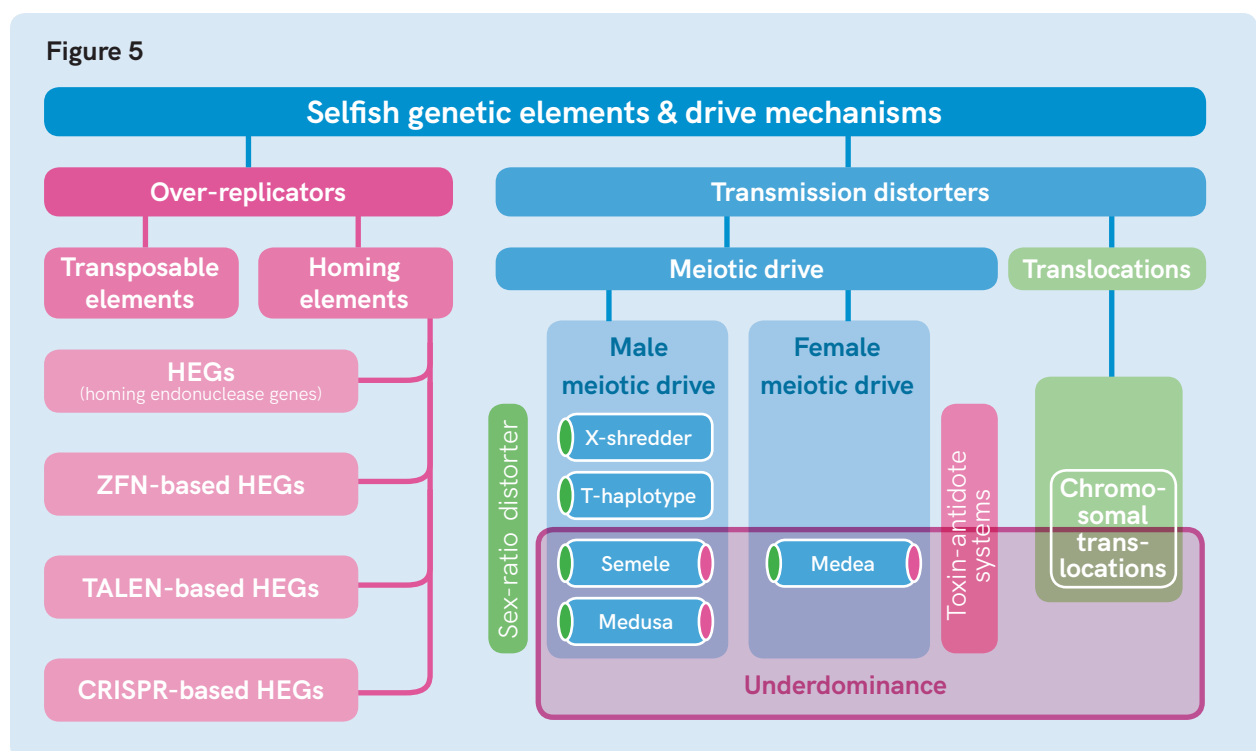 Figure 5
Selfish genetic elements & drive mechanisms
Over-replicators
Transmission distorters
Transposable
elements
Homing
elements
Meiotic drive
Translocations
HEGs
(homing endonuclease genes)
ZFN-based HEGs
TALEN-based HEGs
CRISPR-based HEGs
Sex-ratio distorter
Male
meiotic drive
X-shredder
T-haplotype
Semele
Medusa
Female
meiotic drive
Medea
Toxin-antidote
systems
Chromo-
somal
trans-
locations
Underdominance